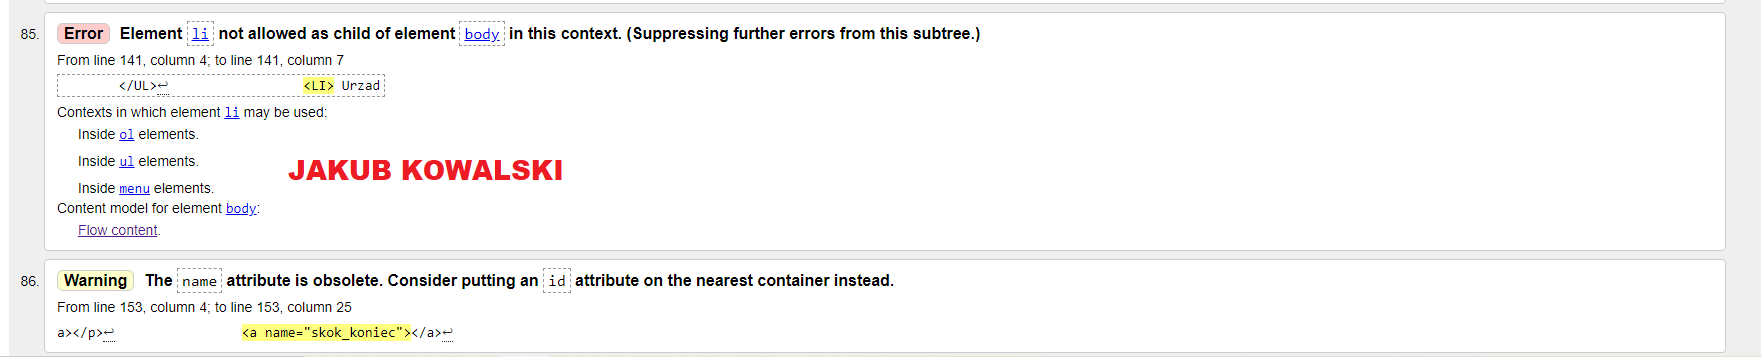 85. Error Element li not allowed as child of element body in this context. (Suppressing further errors from this subtree.)
From line 141, column 4; to line 141, column 7
</UL>↩ <LI> Urzad
Contexts in which element li may be used:
Inside ol elements.
Inside ul elements.
JAKUB KOWALSKI
Inside menu elements.
Content model for element body:
Flow content.
86. Warning The name attribute is obsolete. Consider putting an id attribute on the nearest container instead.
From line 153, column 4; to line 153, column 25
a></p>↩ <a name="skok_koniec"></a>↩